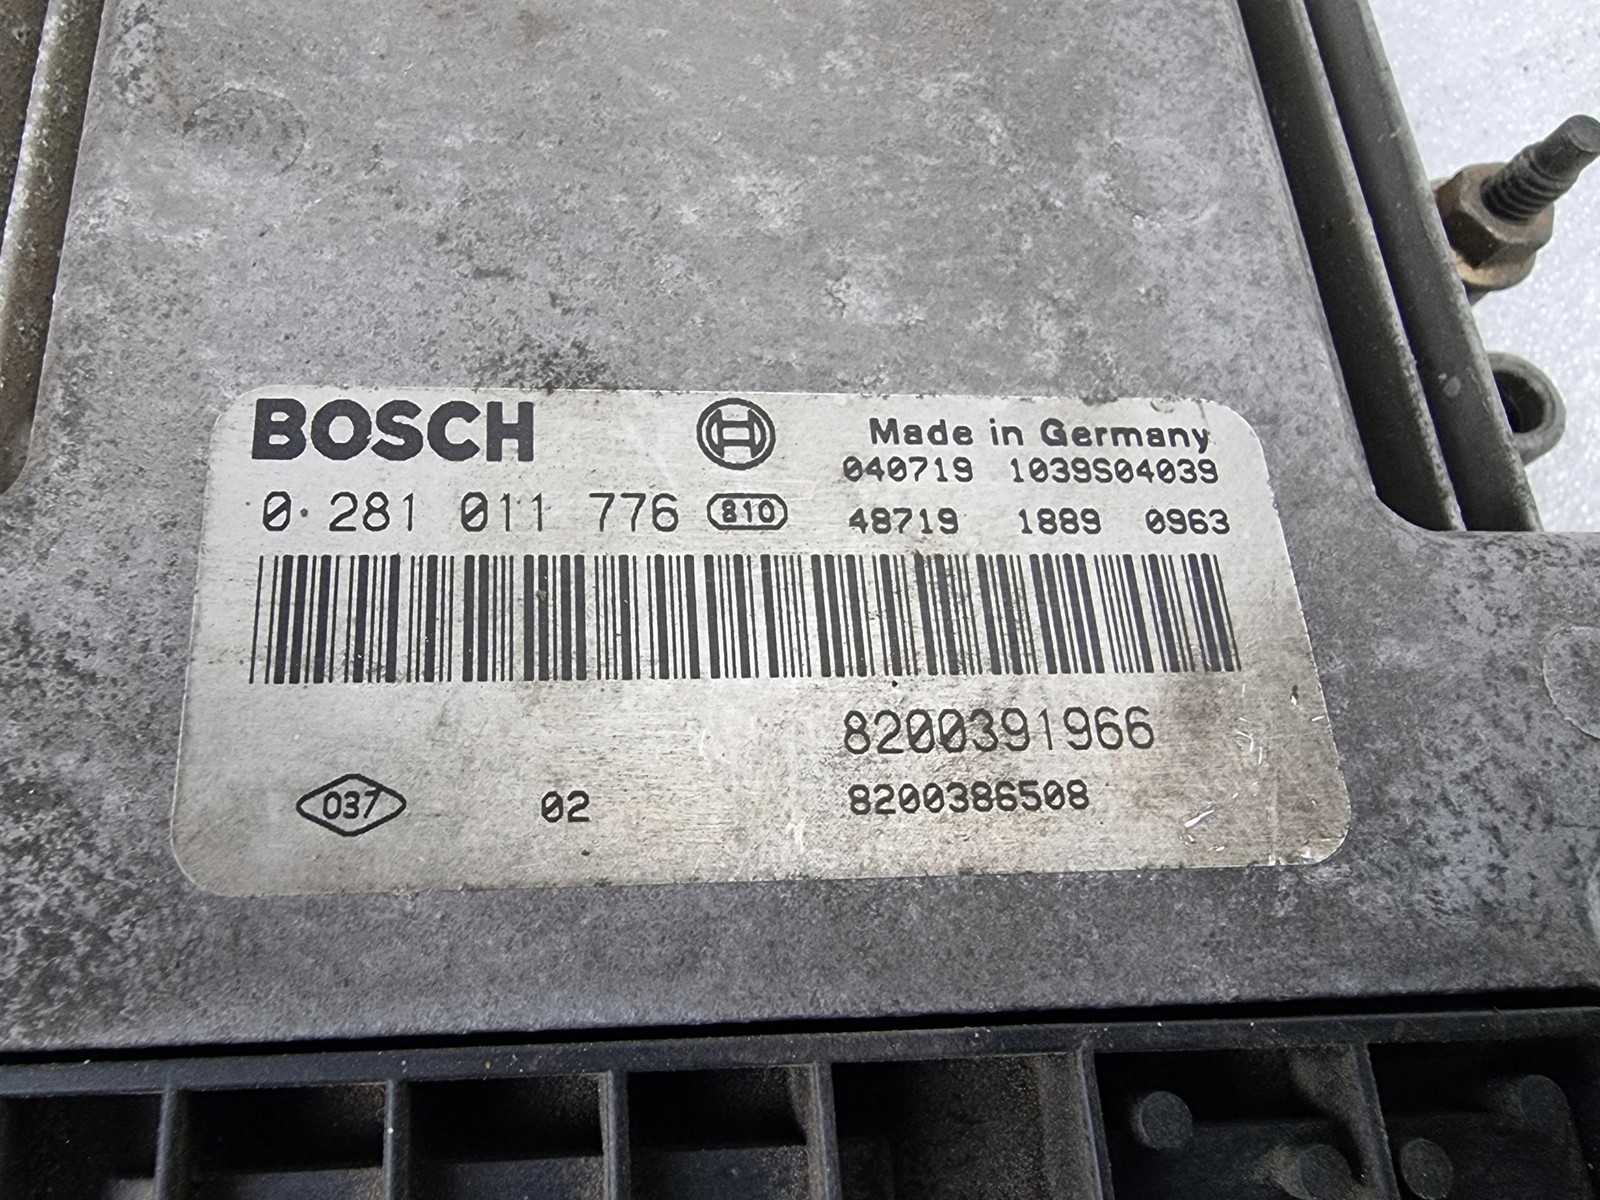 BOSCH
Made in Germany
040719 1039S04039
0 281 011 776 810
48719 1889 0963
8200391966
037 02 8200386508